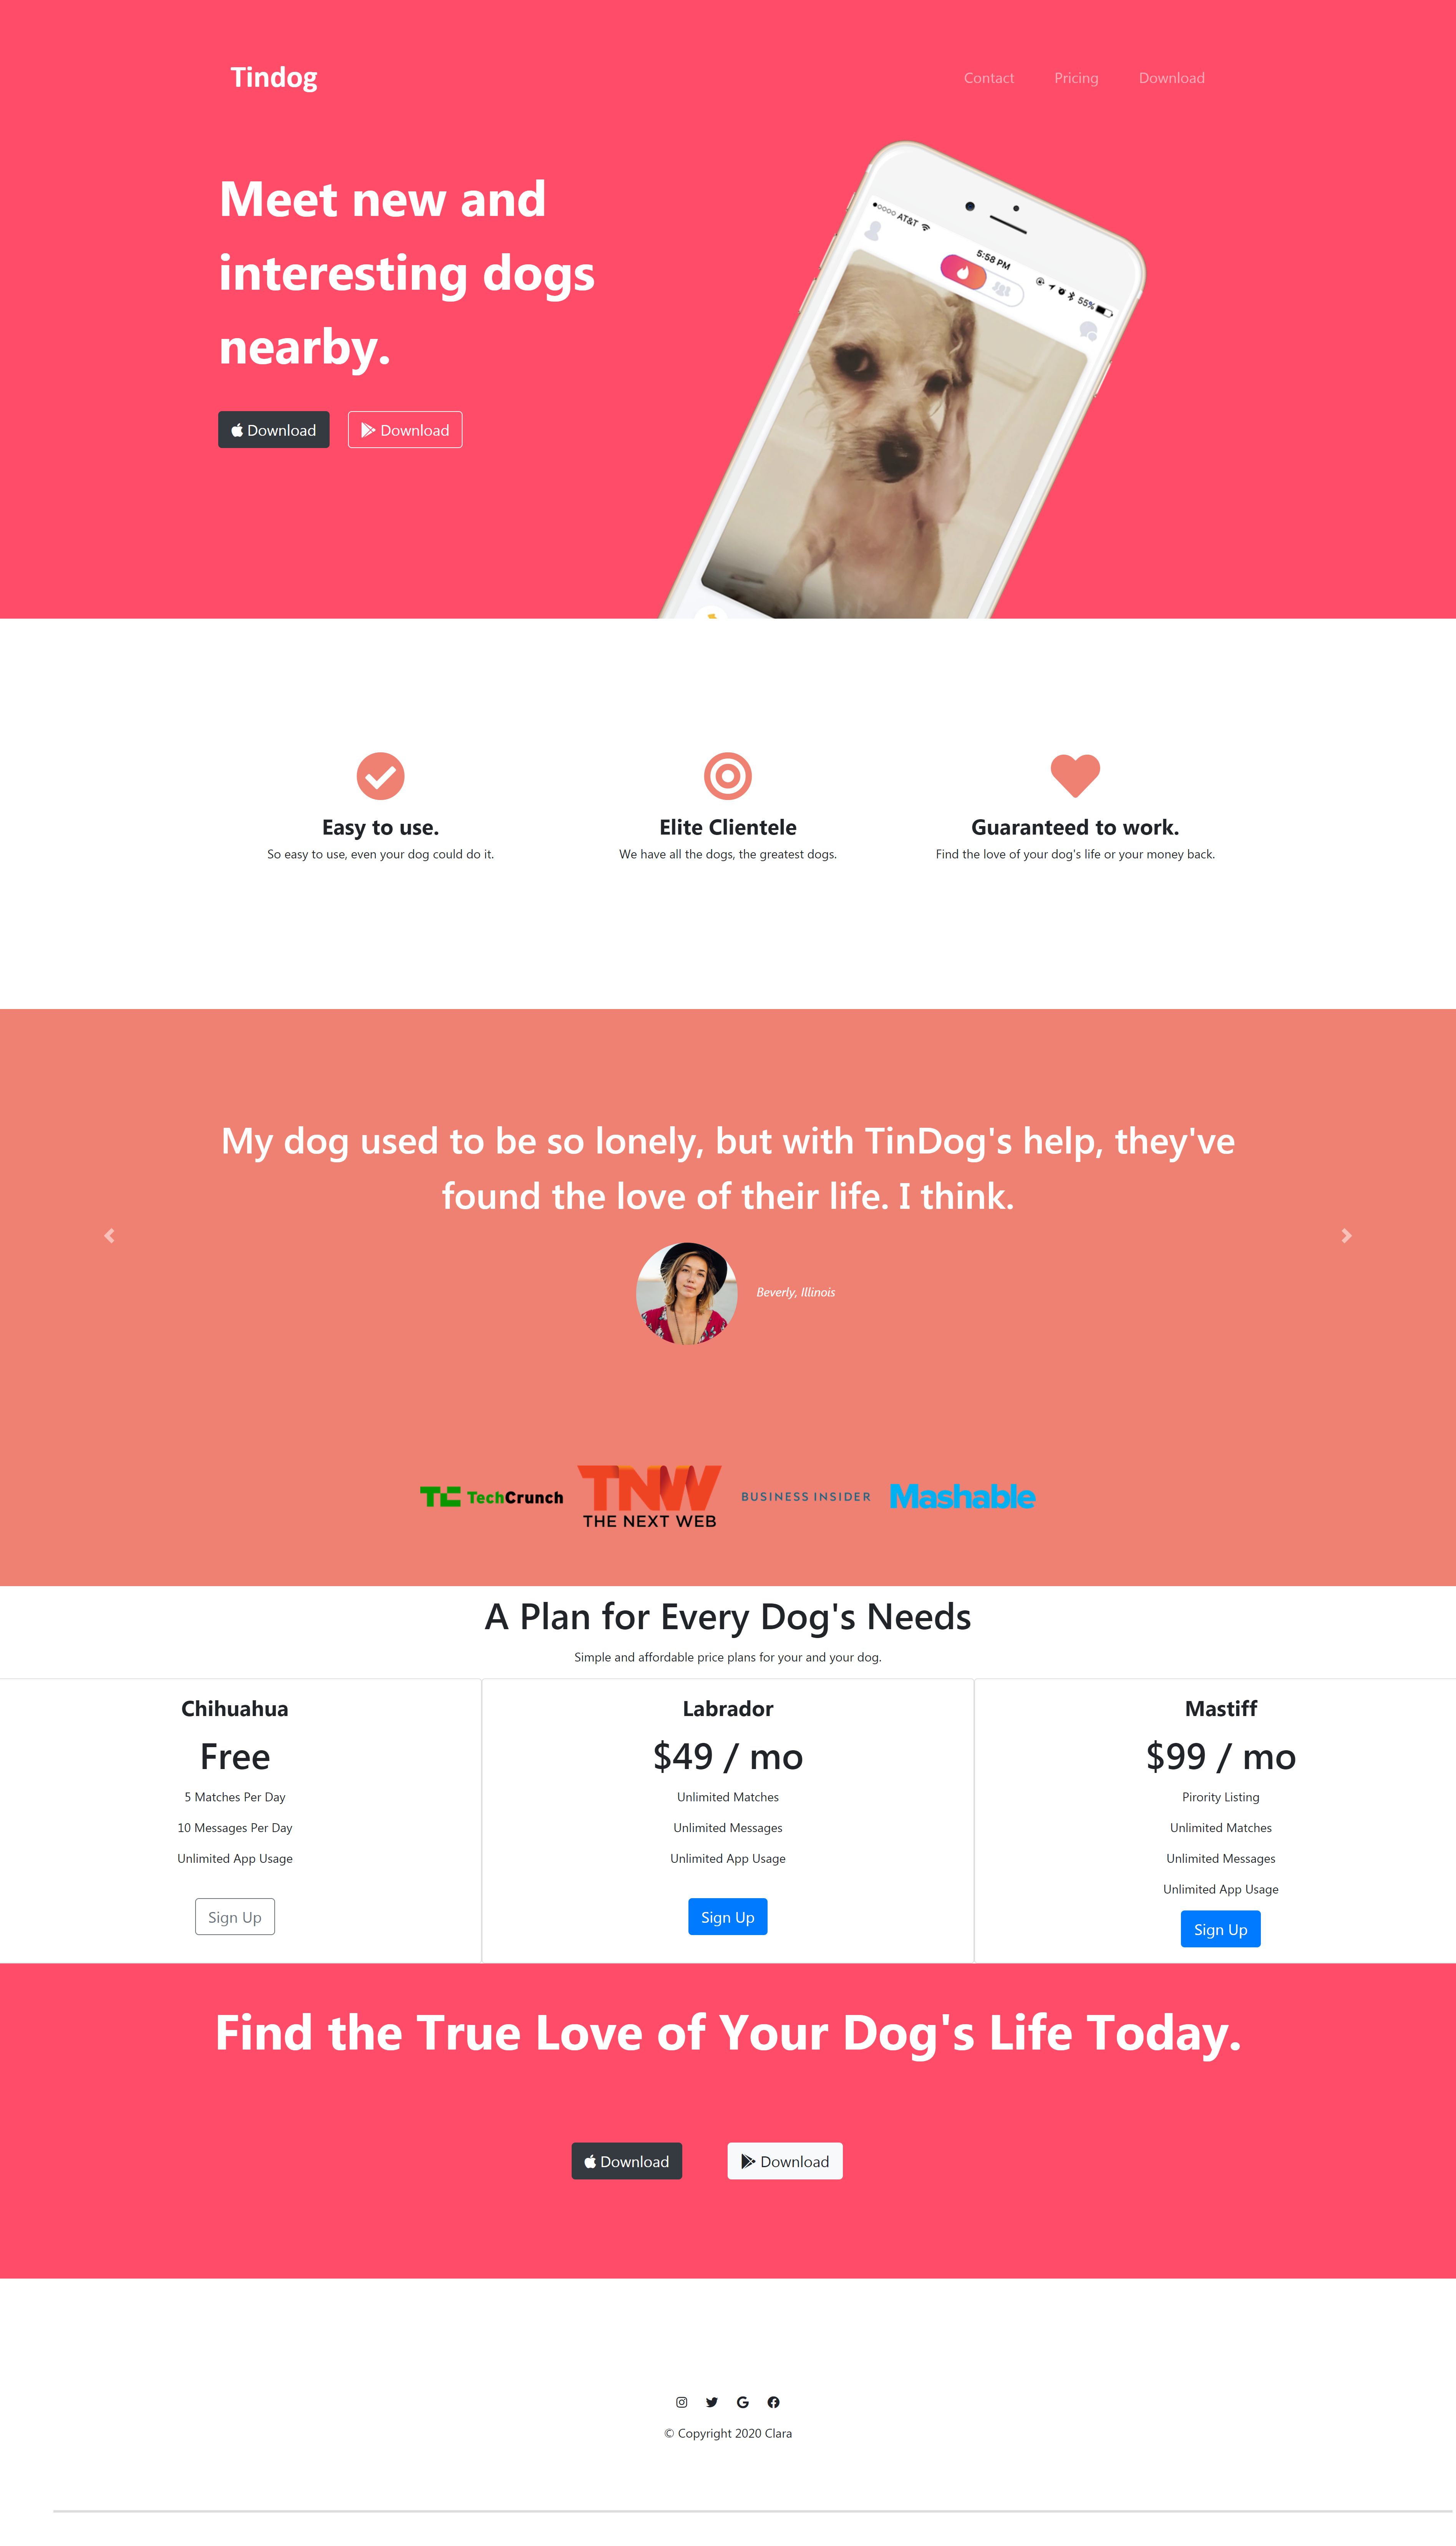 Tindog
Contact Pricing Download
Meet new and
interesting dogs
nearby.
Download Download
AT&T 5:58 PM 55%
Easy to use.
So easy to use, even your dog could do it.
Elite Clientele
We have all the dogs, the greatest dogs.
Guaranteed to work.
Find the love of your dog's life or your money back.
My dog used to be so lonely, but with TinDog's help, they've
found the love of their life. I think.
Beverly, Illinois
TC TechCrunch
TNW
THE NEXT WEB
BUSINESS INSIDER
Mashable
A Plan for Every Dog's Needs
Simple and affordable price plans for your and your dog.
Chihuahua
Free
5 Matches Per Day
10 Messages Per Day
Unlimited App Usage
Sign Up
Labrador
$49 / mo
Unlimited Matches
Unlimited Messages
Unlimited App Usage
Sign Up
Mastiff
$99 / mo
Pirority Listing
Unlimited Matches
Unlimited Messages
Unlimited App Usage
Sign Up
Find the True Love of Your Dog's Life Today.
Download Download
© Copyright 2020 Clara